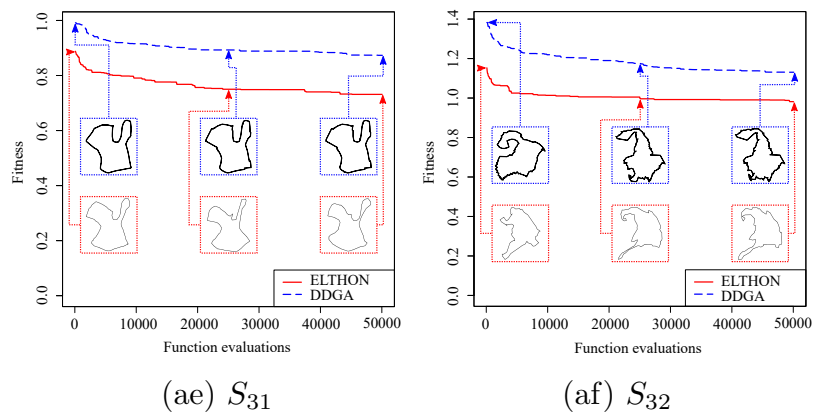 Fitness
0.0 0.2 0.4 0.6 0.8 1.0
ELTHON
DDGA
0 10000 20000 30000 40000 50000
Function evaluations
(ae) S31
Fitness
0.0 0.2 0.4 0.6 0.8 1.0 1.2 1.4
ELTHON
DDGA
0 10000 20000 30000 40000 50000
Function evaluations
(af) S32